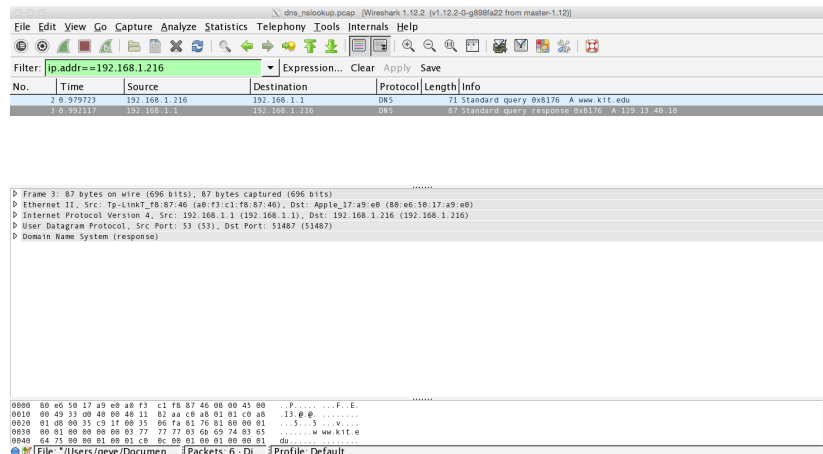 dns_nslookup.pcap [Wireshark 1.12.2 (v1.12.2-0-g898fa22 from master-1.12)]
File Edit View Go Capture Analyze Statistics Telephony Tools Internals Help
Filter: ip.addr==192.168.1.216 Expression... Clear Apply Save
No. Time Source Destination Protocol Length Info
2 0.979723 192.168.1.216 192.168.1.1 DNS 71 Standard query 0x8176 A www.kit.edu
3 0.992117 192.168.1.1 192.168.1.216 DNS 87 Standard query response 0x8176 A 129.13.40.10
Frame 3: 87 bytes on wire (696 bits), 87 bytes captured (696 bits)
Ethernet II, Src: Tp-LinkT_f8:87:46 (a0:f3:c1:f8:87:46), Dst: Apple_17:a9:e0 (80:e6:50:17:a9:e0)
Internet Protocol Version 4, Src: 192.168.1.1 (192.168.1.1), Dst: 192.168.1.216 (192.168.1.216)
User Datagram Protocol, Src Port: 53 (53), Dst Port: 51487 (51487)
Domain Name System (response)
0000 80 e6 50 17 a9 e0 a0 f3 c1 f8 87 46 08 00 45 00 ..P..... ...F..E.
0010 00 49 33 d0 40 00 40 11 82 aa c0 a8 01 01 c0 a8 .I3.@.@. ........
0020 01 d8 00 35 c9 1f 00 35 06 fa 81 76 81 80 00 01 ...5...5 ...v....
0030 00 01 00 00 00 00 03 77 77 77 03 6b 69 74 03 65 .......w ww.kit.e
0040 64 75 00 00 01 00 01 c0 0c 00 01 00 01 00 00 01 du...... ........
File: "/Users/geye/Documen Packets: 6 · Di Profile: Default